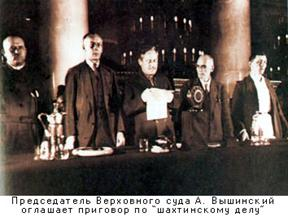 Председатель Верховного суда А. Вышинский
оглашает приговор по "шахтинскому делу"